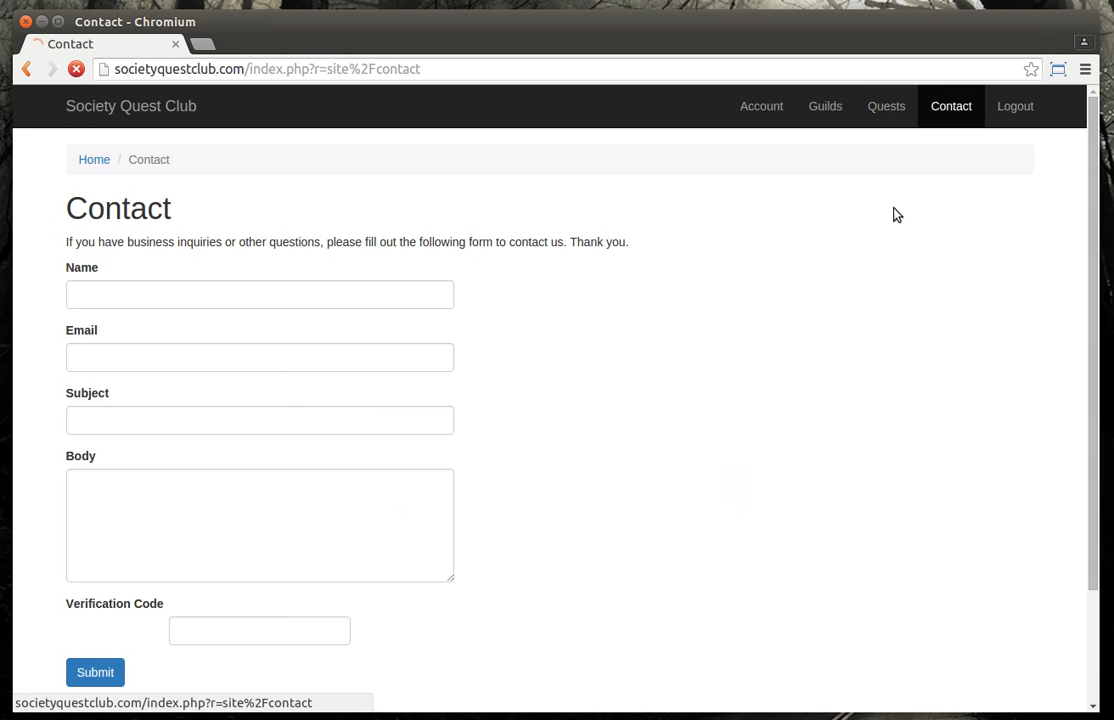 Contact - Chromium
Contact
societyquestclub.com/index.php?r=site%2Fcontact
Society Quest Club Account Guilds Quests Contact Logout
Home / Contact
Contact
If you have business inquiries or other questions, please fill out the following form to contact us. Thank you.
Name
Email
Subject
Body
Verification Code
Submit
societyquestclub.com/index.php?r=site%2Fcontact